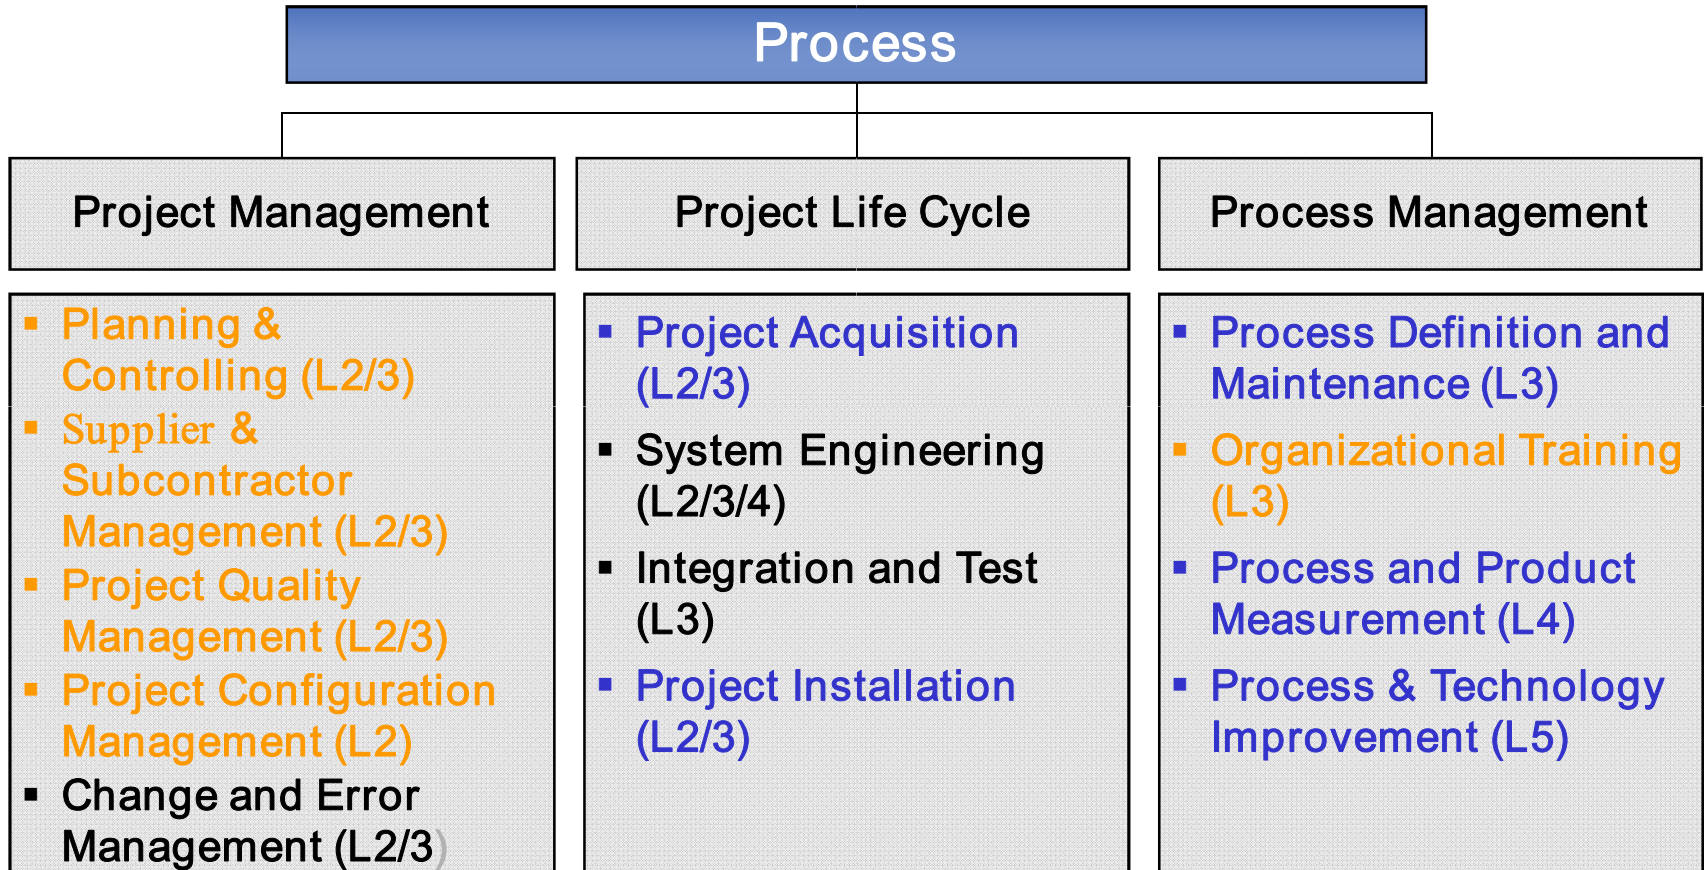 Process
Project Management
Project Life Cycle
Process Management
▪ Planning &
Controlling (L2/3)
▪ Supplier &
Subcontractor
Management (L2/3)
▪ Project Quality
Management (L2/3)
▪ Project Configuration
Management (L2)
▪ Change and Error
Management (L2/3)
▪ Project Acquisition
(L2/3)
▪ System Engineering
(L2/3/4)
▪ Integration and Test
(L3)
▪ Project Installation
(L2/3)
▪ Process Definition and
Maintenance (L3)
▪ Organizational Training
(L3)
▪ Process and Product
Measurement (L4)
▪ Process & Technology
Improvement (L5)